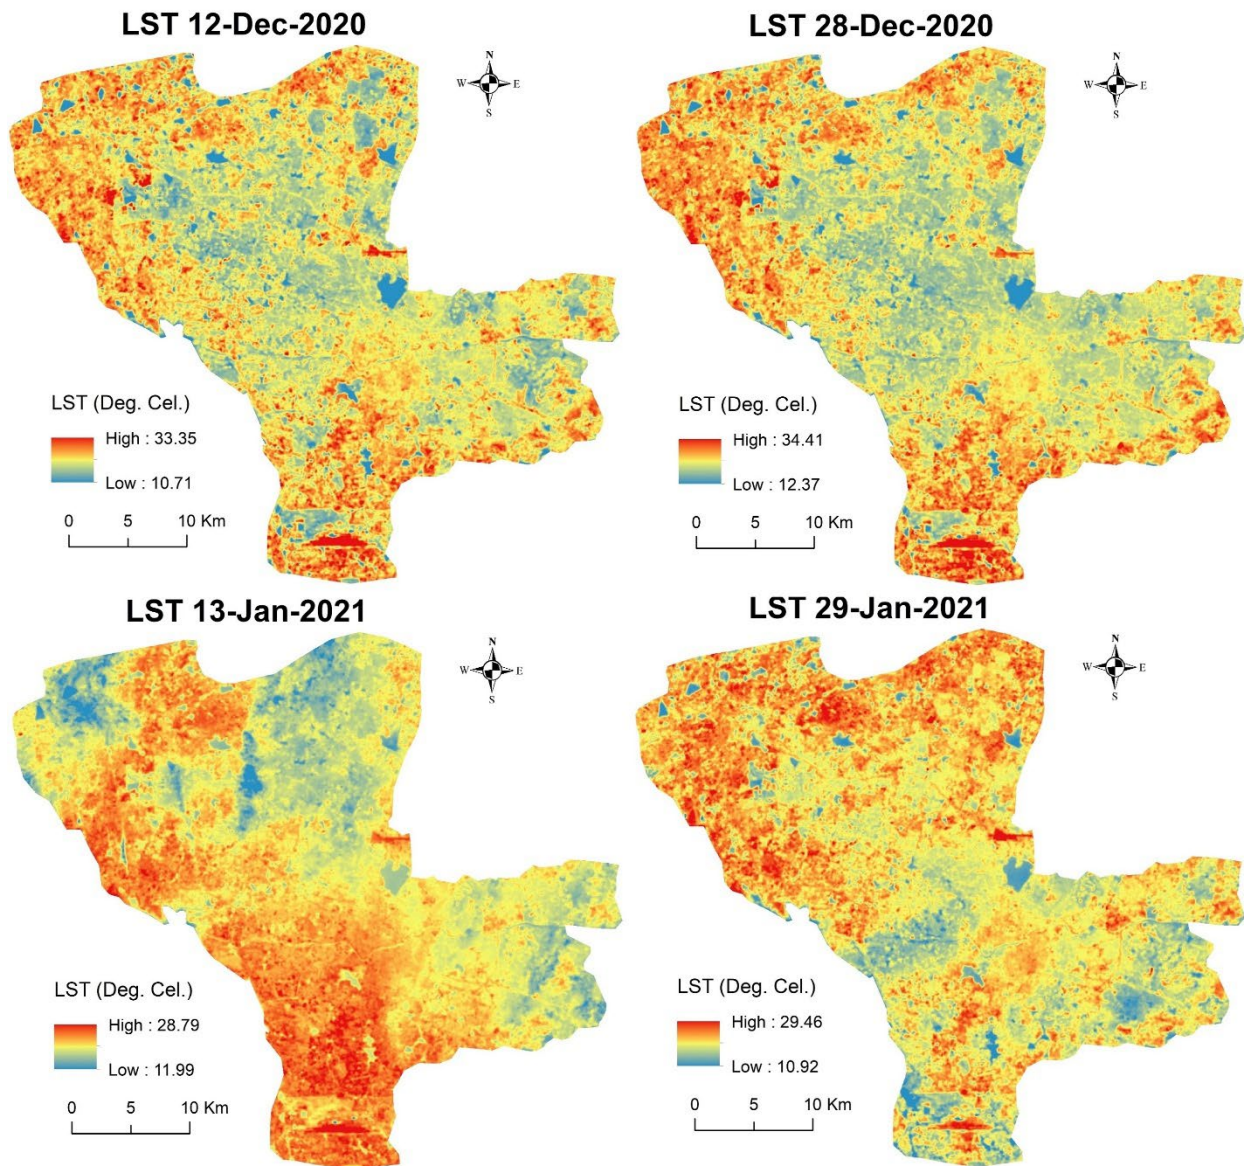 LST 12-Dec-2020
N
W E
S
LST (Deg. Cel.)
High : 33.35
Low : 10.71
0 5 10 Km
LST 28-Dec-2020
N
W E
S
LST (Deg. Cel.)
High : 34.41
Low : 12.37
0 5 10 Km
LST 13-Jan-2021
N
W E
S
LST (Deg. Cel.)
High : 28.79
Low : 11.99
0 5 10 Km
LST 29-Jan-2021
N
W E
S
LST (Deg. Cel.)
High : 29.46
Low : 10.92
0 5 10 Km